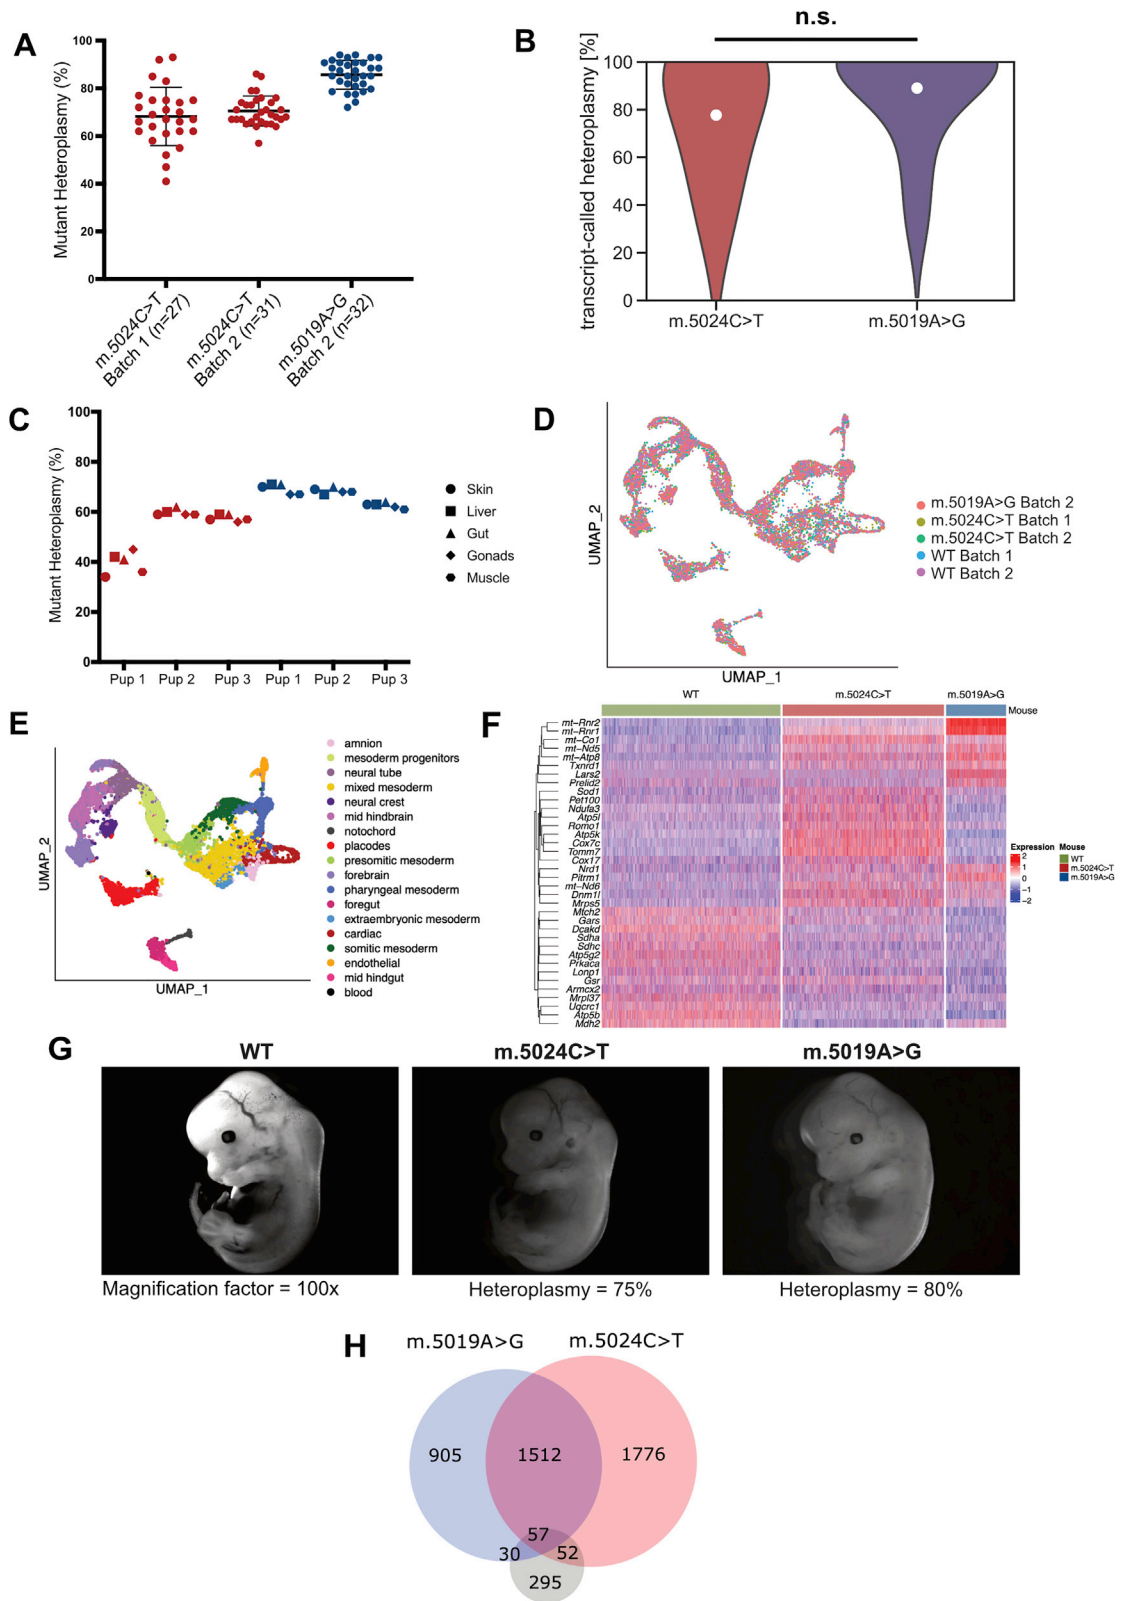 A
Mutant Heteroplasmy (%)
100
80
60
40
20
0
m.5024C>T
Batch 1 (n=27)
m.5024C>T
Batch 2 (n=31)
m.5019A>G
Batch 2 (n=32)
B
n.s.
transcript-called heteroplasmy [%]
100
80
60
40
20
0
m.5024C>T
m.5019A>G
C
Mutant Heteroplasmy (%)
100
80
60
40
20
0
Pup 1
Pup 2
Pup 3
Pup 1
Pup 2
Pup 3
Skin
Liver
Gut
Gonads
Muscle
D
UMAP_2
UMAP_1
m.5019A>G Batch 2
m.5024C>T Batch 1
m.5024C>T Batch 2
WT Batch 1
WT Batch 2
E
UMAP_2
UMAP_1
amnion
mesoderm progenitors
neural tube
mixed mesoderm
neural crest
mid hindbrain
notochord
placodes
presomitic mesoderm
forebrain
pharyngeal mesoderm
foregut
extraembryonic mesoderm
cardiac
somitic mesoderm
endothelial
mid hindgut
blood
F
WT
m.5024C>T
m.5019A>G
Mouse
mt-Rnr2
mt-Rnr1
mt-Co1
mt-Nd5
mt-Atp8
Txnrd1
Lars2
Prelid2
Sod1
Pet100
Ndufa3
Atp5l
Romo1
Atp5k
Cox7c
Tomm7
Cox17
Nrd1
Pitrm1
mt-Nd6
Dnm1l
Mrps5
Mtch2
Gars
Dcakd
Sdha
Sdhc
Atp5g2
Prkaca
Lonp1
Gsr
Armcx2
Mrpl37
Uqcrc1
Atp5b
Mdh2
Expression
2
1
0
−1
−2
Mouse
WT
m.5024C>T
m.5019A>G
G
WT
m.5024C>T
m.5019A>G
Magnification factor = 100x
Heteroplasmy = 75%
Heteroplasmy = 80%
H
m.5019A>G
m.5024C>T
905
1512
1776
57
30
52
295